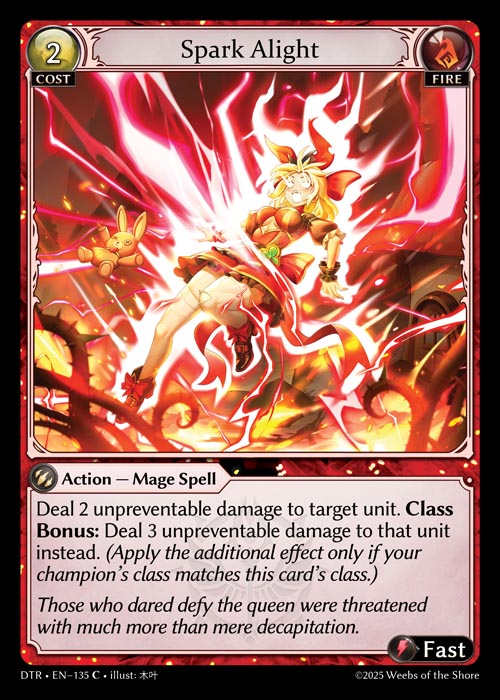 2
Spark Alight
COST
FIRE
Action — Mage Spell
Deal 2 unpreventable damage to target unit. Class
Bonus: Deal 3 unpreventable damage to that unit
instead. (Apply the additional effect only if your
champion's class matches this card's class.)
Those who dared defy the queen were threatened
with much more than mere decapitation.
Fast
DTR • EN–135 C • illust: 木叶
©2025 Weebs of the Shore